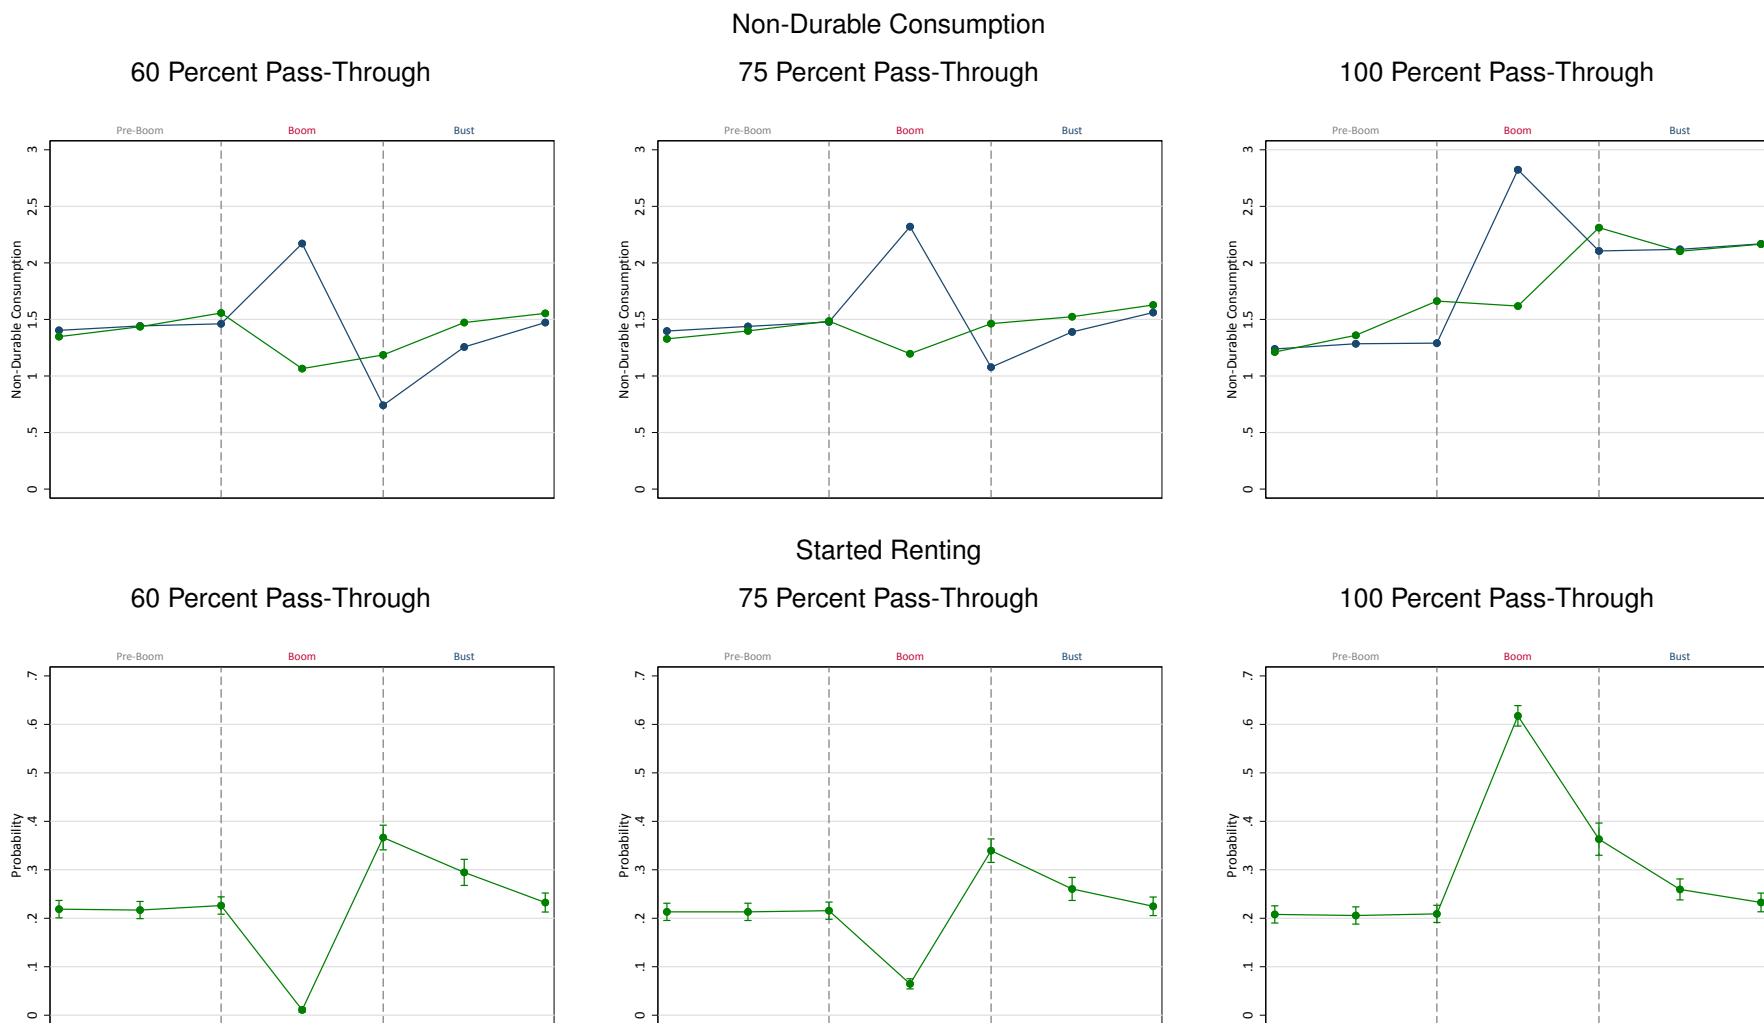 Non-Durable Consumption
60 Percent Pass-Through
75 Percent Pass-Through
100 Percent Pass-Through
Pre-Boom Boom Bust
Pre-Boom Boom Bust
Pre-Boom Boom Bust
Non-Durable Consumption
0 .5 1 1.5 2 2.5 3
Non-Durable Consumption
0 .5 1 1.5 2 2.5 3
Non-Durable Consumption
0 .5 1 1.5 2 2.5 3
Started Renting
60 Percent Pass-Through
75 Percent Pass-Through
100 Percent Pass-Through
Pre-Boom Boom Bust
Pre-Boom Boom Bust
Pre-Boom Boom Bust
Probability
0 .1 .2 .3 .4 .5 .6 .7
Probability
0 .1 .2 .3 .4 .5 .6 .7
Probability
0 .1 .2 .3 .4 .5 .6 .7